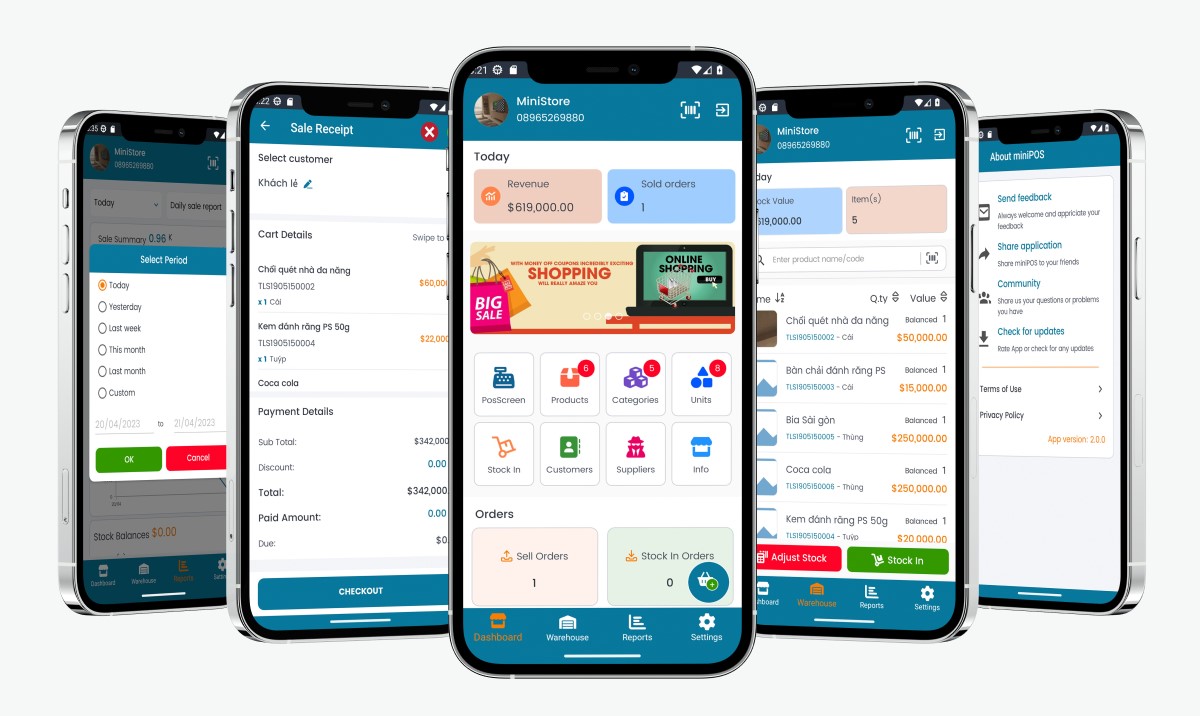 :35
MiniStore
08965269880
Today
Daily sale report
Sale Summary 0.96 K
Select Period
Today
Yesterday
Last week
This month
Last month
Custom
20/04/2023 to 21/04/2023
OK Cancel
Stock Balances $0.00
Dashboard Warehouse Reports
:22
Sale Receipt
Select customer
Khách lẻ
Cart Details
Swipe to
Chổi quét nhà đa năng
TLS1905150002
$60,000
x 1 Cái
Kem đánh răng PS 50g
TLS1905150004
$22,000
x 1 Tuýp
Coca cola
Payment Details
Sub Total: $342,000
Discount: 0.00
Total: $342,000.
Paid Amount: 0.00
Due: $0.
CHECKOUT
:21
MiniStore
08965269880
Today
Revenue
$619,000.00
Sold orders
1
WITH MONEY OFF COUPONS INCREDIBLY EXCITING
SHOPPING
WILL REALLY AMAZE YOU
BIG
SALE
ONLINE
SHOPPING
BUY
PosScreen
6
Products
5
Categories
8
Units
Stock In
Customers
Suppliers
Info
Orders
Sell Orders
1
Stock In Orders
0
Dashboard Warehouse Reports Settings
MiniStore
08965269880
day
ock Value
619,000.00
Item(s)
5
Enter product name/code
me Q.ty Value
Chổi quét nhà đa năng Balanced 1
TLS1905150002 - Cái $50,000.00
Bàn chải đánh răng PS Balanced 1
TLS1905150003 - Cái $15,000.00
Bia Sài gòn Balanced 1
TLS1905150005 - Thùng $250,000.00
Coca cola Balanced 1
TLS1905150006 - Thùng $250,000.00
Kem đánh răng PS 50g Balanced 1
TLS1905150004 - Tuýp $20,000.00
Adjust Stock Stock In
hboard Warehouse Reports Settings
About miniPOS
Send feedback
Always welcome and appriciate your
feedback
Share application
Share miniPOS to your friends
Community
Share us your questions or problems
you have
Check for updates
Rate App or check for any updates
Terms of Use
Privacy Policy
App version: 2.0.0